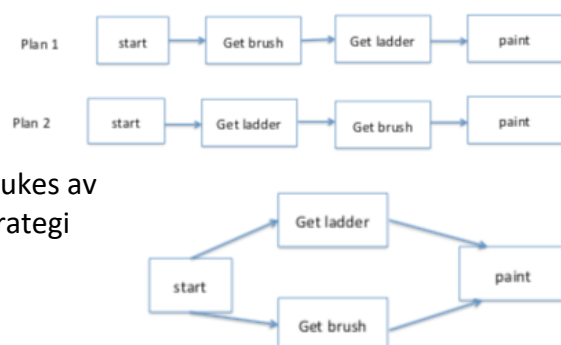 Plan 1 start Get brush Get ladder paint
Plan 2 start Get ladder Get brush paint
ukes av
rategi
Get ladder
start paint
Get brush